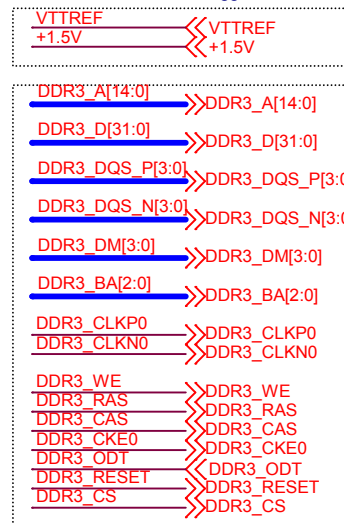 VTTREF VTTREF
+1.5V +1.5V
DDR3_A[14:0] DDR3_A[14:0]
DDR3_D[31:0] DDR3_D[31:0]
DDR3_DQS_P[3:0] DDR3_DQS_P[3:0
DDR3_DQS_N[3:0] DDR3_DQS_N[3:0
DDR3_DM[3:0] DDR3_DM[3:0]
DDR3_BA[2:0] DDR3_BA[2:0]
DDR3_CLKP0 DDR3_CLKP0
DDR3_CLKN0 DDR3_CLKN0
DDR3_WE DDR3_WE
DDR3_RAS DDR3_RAS
DDR3_CAS DDR3_CAS
DDR3_CKE0 DDR3_CKE0
DDR3_ODT DDR3_ODT
DDR3_RESET DDR3_RESET
DDR3_CS DDR3_CS